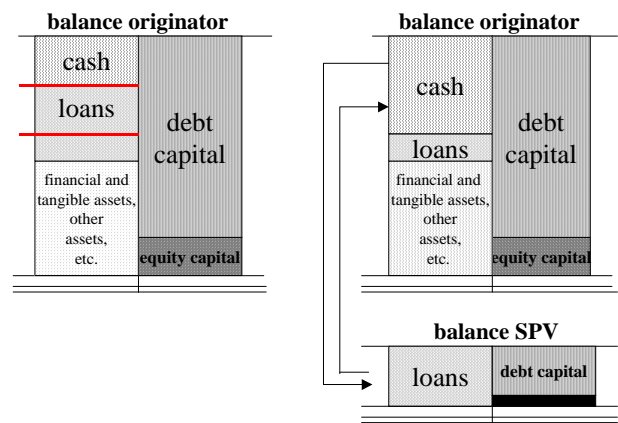 balance originator
cash
loans
financial and
tangible assets,
other
assets,
etc.
debt
capital
equity capital
balance originator
cash
loans
financial and
tangible assets,
other
assets,
etc.
debt
capital
equity capital
balance SPV
loans
debt capital